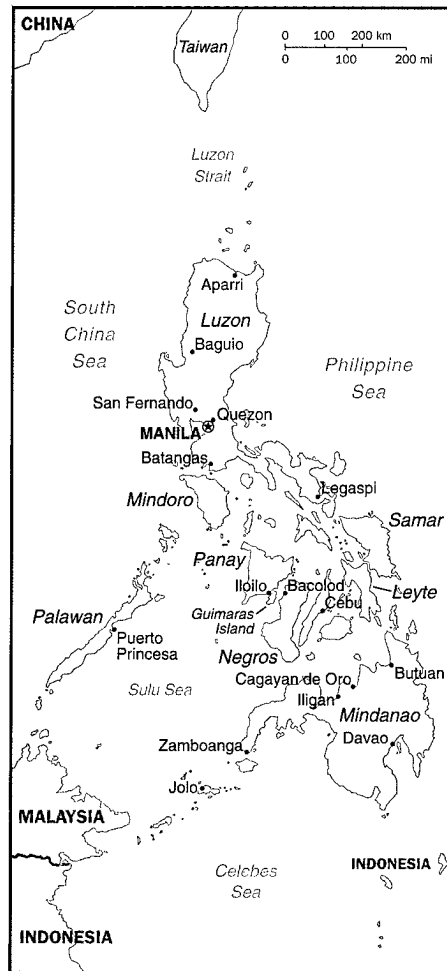 CHINA
Taiwan
0 100 200 km
0 100 200 mi
Luzon
Strait
Aparri
Luzon
South
China
Sea
Baguio
Philippine
Sea
San Fernando
Quezon
MANILA
Batangas
Legaspi
Mindoro
Samar
Panay
Iloilo
Bacolod
Leyte
Cebu
Guimaras
Island
Palawan
Puerto
Princesa
Negros
Butuan
Cagayan de Oro
Sulu Sea
Iligan
Mindanao
Zamboanga
Davao
Jolo
MALAYSIA
Celches
Sea
INDONESIA
INDONESIA